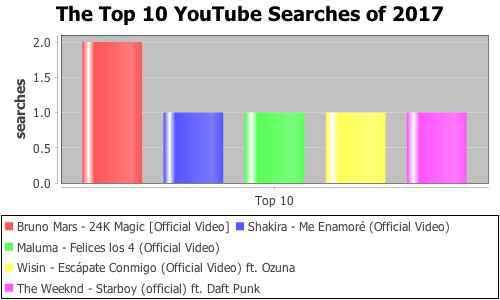 The Top 10 YouTube Searches of 2017
searches
2.0
1.5
1.0
0.5
0.0
Top 10
Bruno Mars - 24K Magic [Official Video] Shakira - Me Enamoré (Official Video)
Maluma - Felices los 4 (Official Video)
Wisin - Escápate Conmigo (Official Video) ft. Ozuna
The Weeknd - Starboy (official) ft. Daft Punk